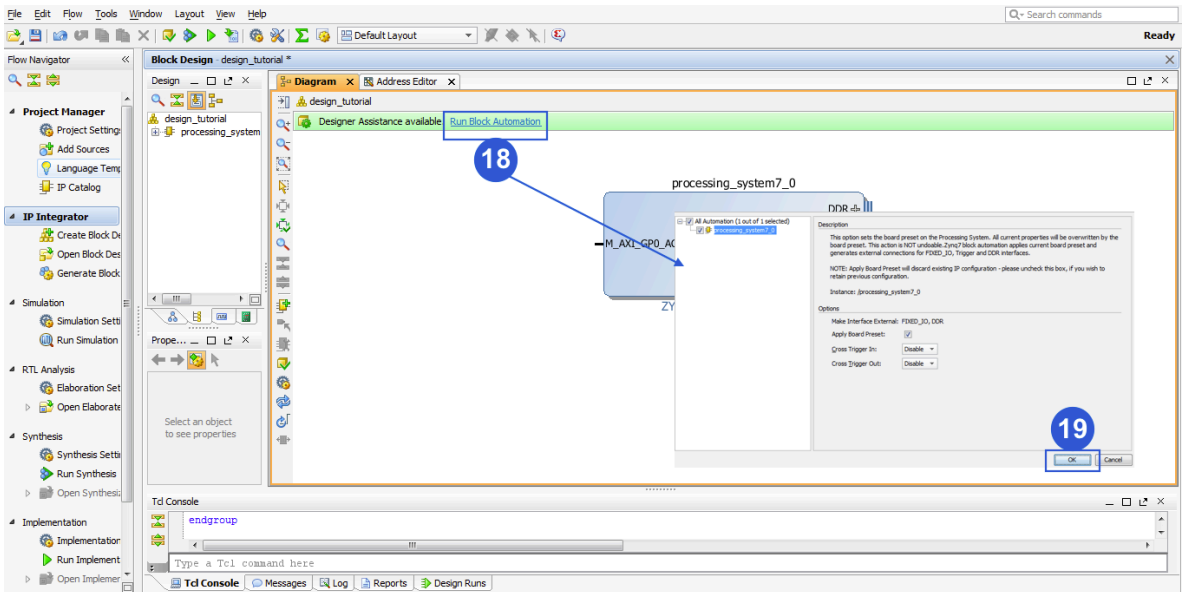 File Edit Flow Tools Window Layout View Help
Search commands
Default Layout
Ready
Flow Navigator
Block Design - design_tutorial *
Project Manager
Project Settings
Add Sources
Language Temp
IP Catalog
IP Integrator
Create Block De
Open Block Des
Generate Block
Simulation
Simulation Setti
Run Simulation
RTL Analysis
Elaboration Set
Open Elaborate
Synthesis
Synthesis Setti
Run Synthesis
Open Synthesiz
Implementation
Implementation
Run Implement
Open Implemen
Design
design_tutorial
processing_system
Prope...
Select an object
to see properties
Diagram
Address Editor
design_tutorial
Designer Assistance available Run Block Automation
18
processing_system7_0
DDR
M_AXI_GP0_AC
ZY
All Automation (1 out of 1 selected)
processing_system7_0
Description
This option sets the board preset on the Processing System. All current properties will be overwritten by the
board preset. This action is NOT undoable.Zynq7 block automation applies current board preset and
generates external connections for FIXED_IO, Trigger and DDR interfaces.
NOTE: Apply Board Preset will discard existing IP configuration - please uncheck this box, if you wish to
retain previous configuration.
Instance: /processing_system7_0
Options
Make Interface External: FIXED_IO, DDR
Apply Board Preset:
Cross Trigger In: Disable
Cross Trigger Out: Disable
19
OK Cancel
Tcl Console
endgroup
Type a Tcl command here
Tcl Console Messages Log Reports Design Runs